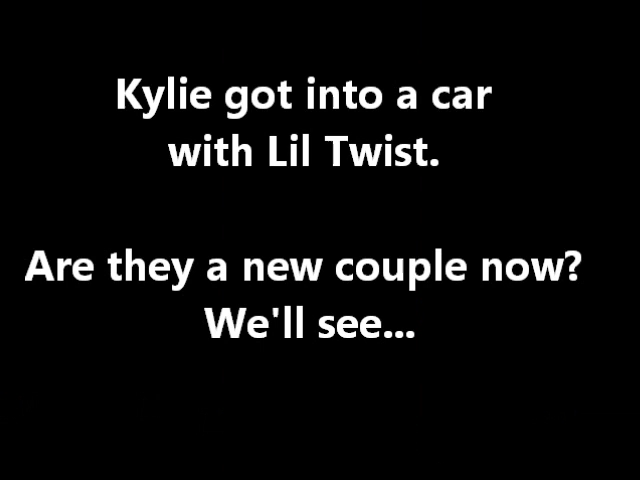 Kylie got into a car
with Lil Twist.
Are they a new couple now?
We'll see...